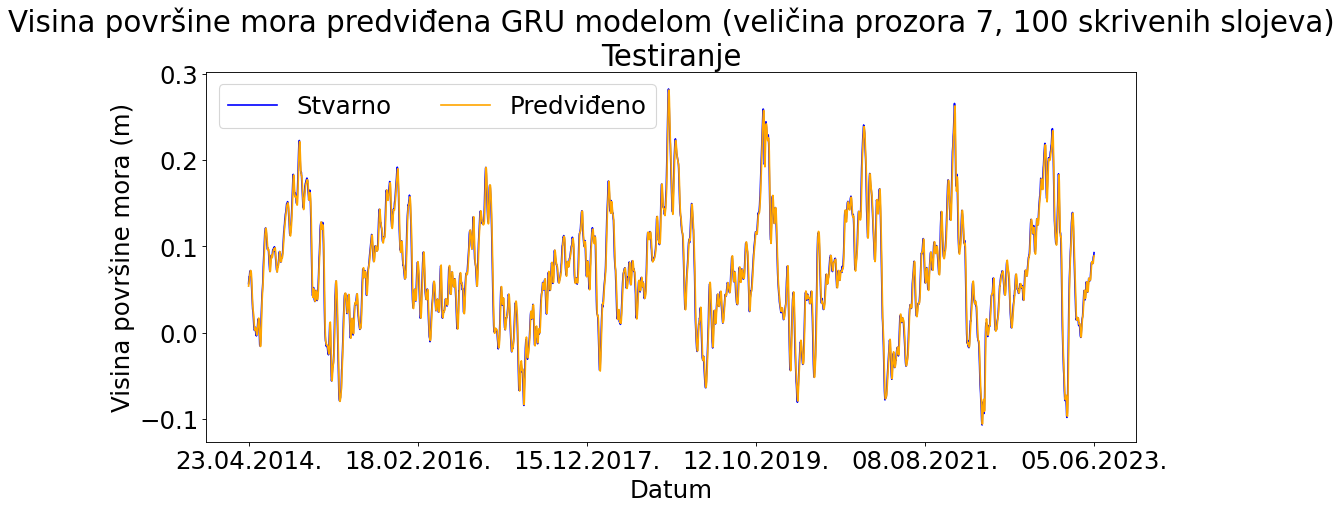 Visina površine mora predviđena GRU modelom (veličina prozora 7, 100 skrivenih slojeva)
Testiranje
Stvarno
Predviđeno
Visina površine mora (m)
0.3
0.2
0.1
0.0
−0.1
23.04.2014.
18.02.2016.
15.12.2017.
12.10.2019.
08.08.2021.
05.06.2023.
Datum